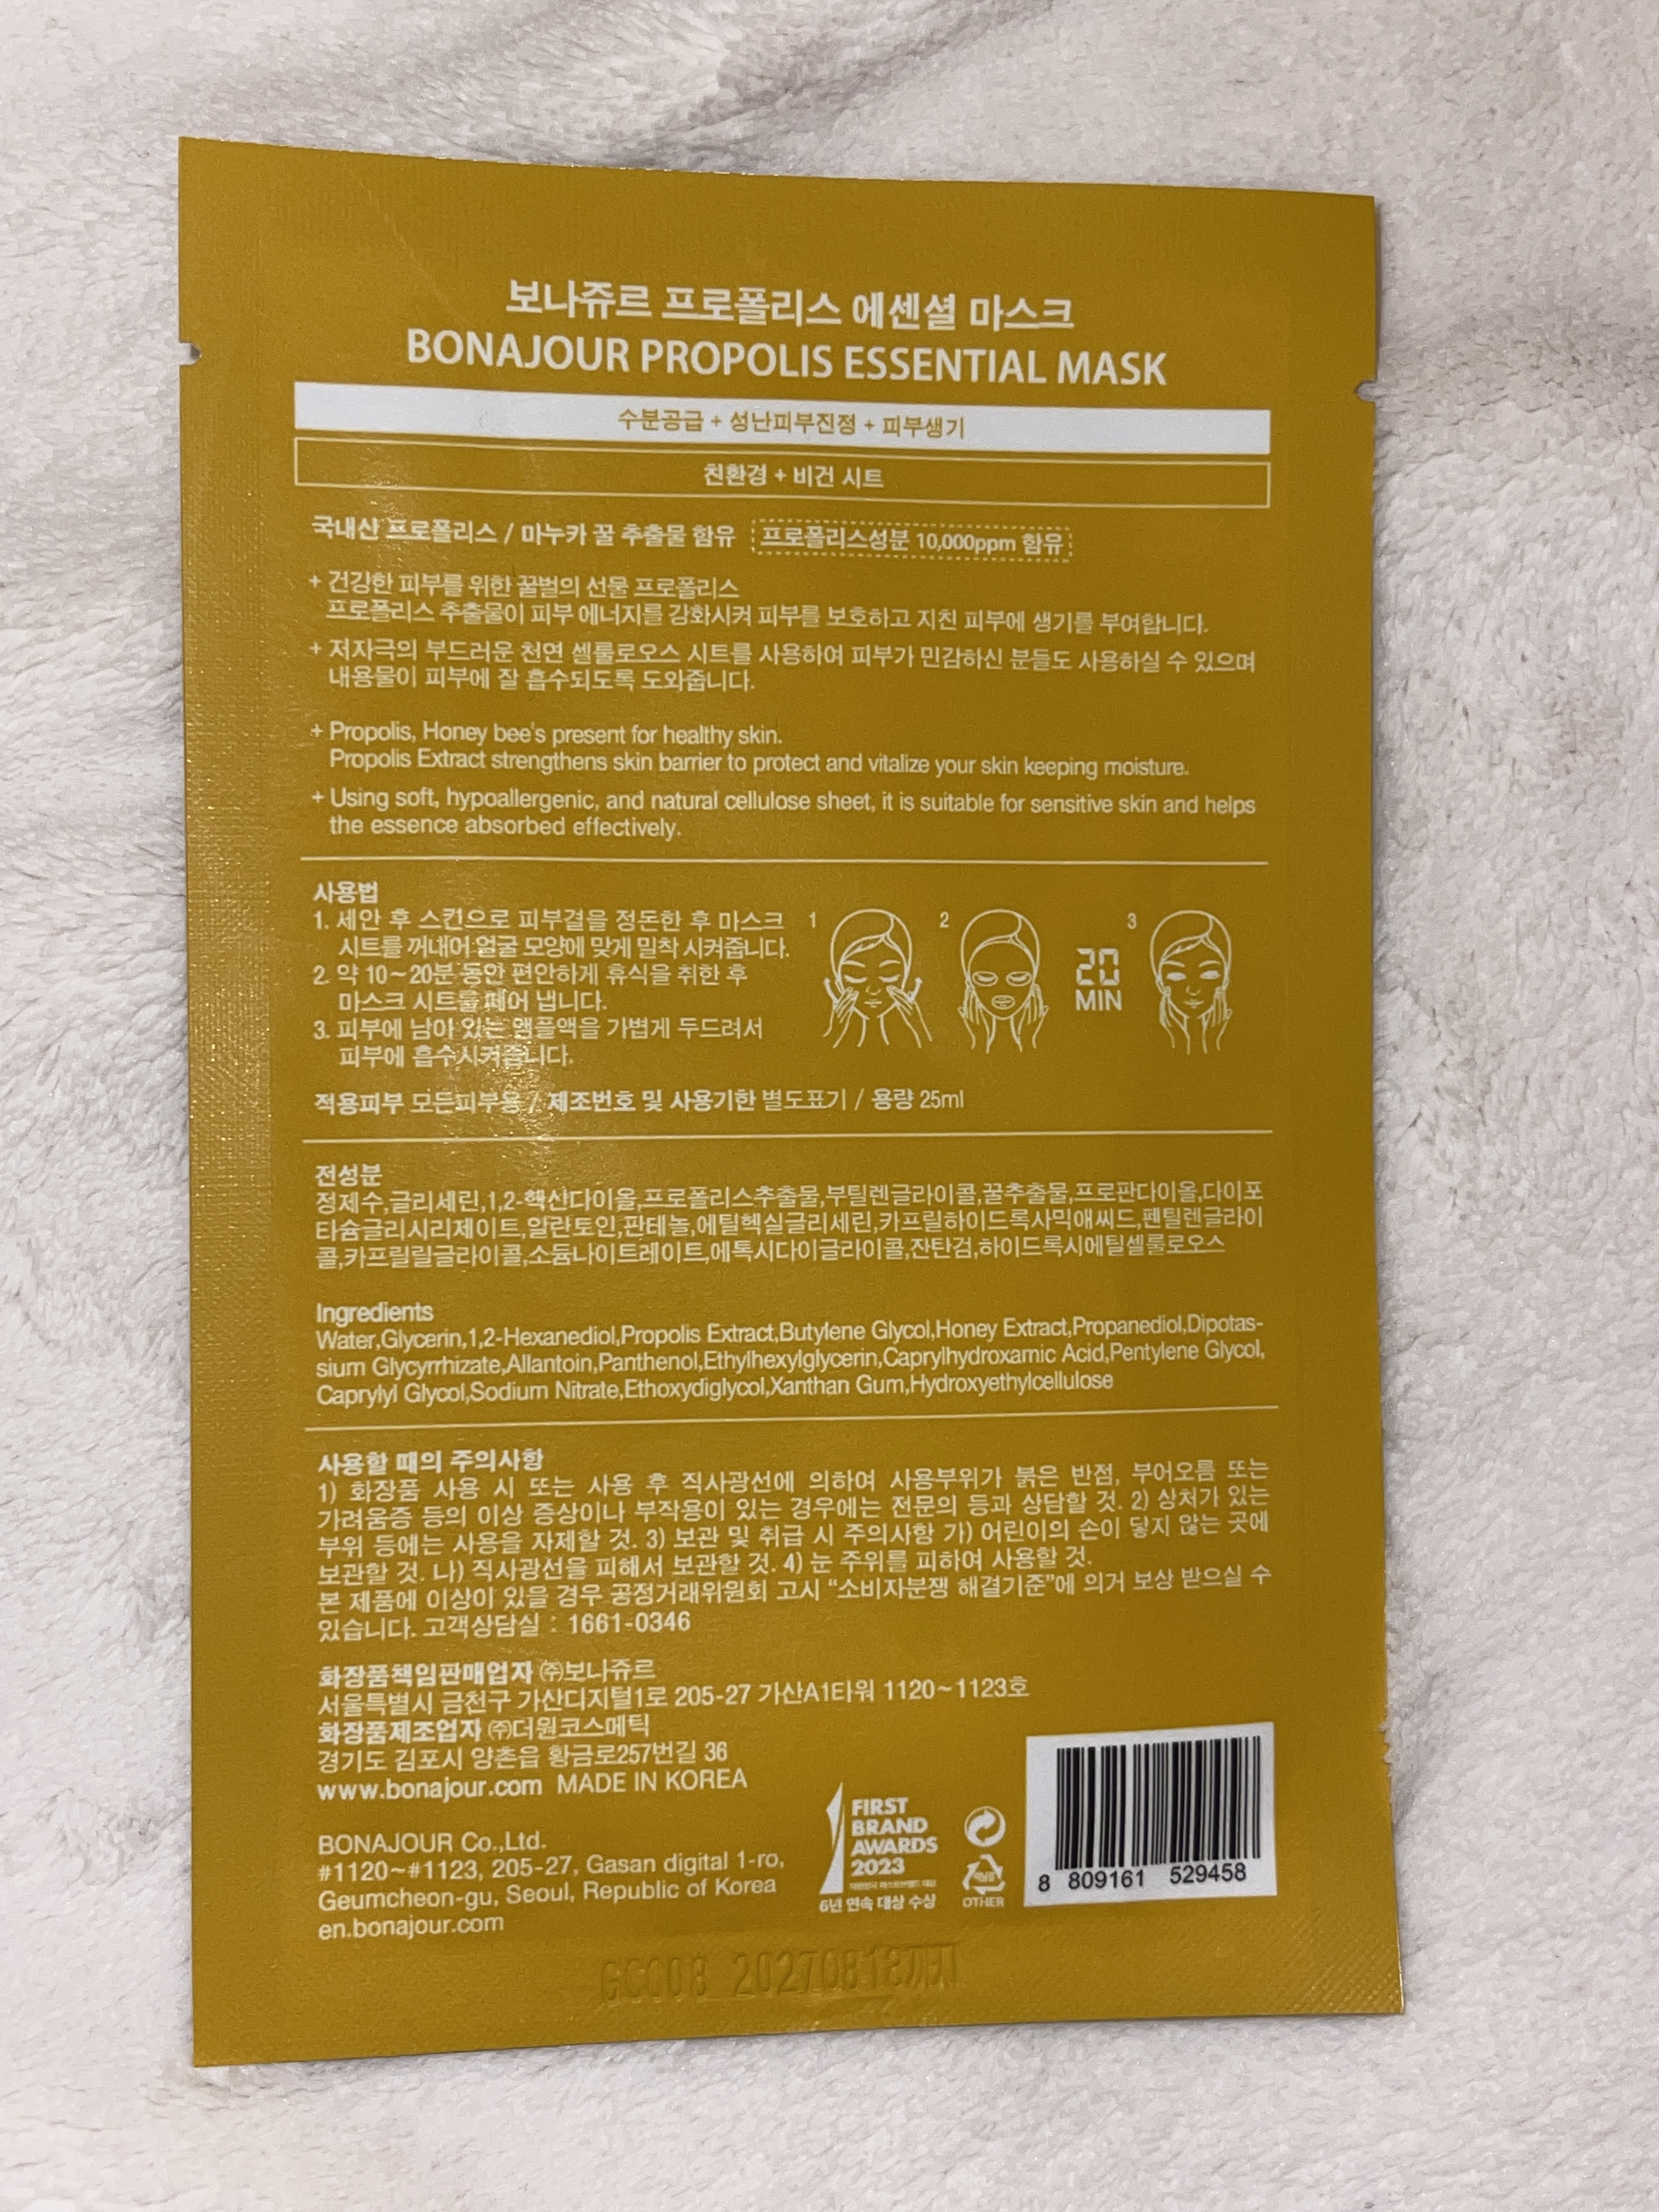 보나쥬르 프로폴리스 에센셜 마스크
BONAJOUR PROPOLIS ESSENTIAL MASK
수분공급 + 성난피부진정 + 피부생기
친환경 + 비건 시트
국내산 프로폴리스 / 마누카 꿀 추출물 함유 프로폴리스성분 10,000ppm 함유
+ 건강한 피부를 위한 꿀벌의 선물 프로폴리스
프로폴리스 추출물이 피부 에너지를 강화시켜 피부를 보호하고 지친 피부에 생기를 부여합니다.
+ 저자극의 부드러운 천연 셀룰로오스 시트를 사용하여 피부가 민감하신 분들도 사용하실 수 있으며
내용물이 피부에 잘 흡수되도록 도와줍니다.
+ Propolis, Honey bee's present for healthy skin.
Propolis Extract strengthens skin barrier to protect and vitalize your skin keeping moisture.
+ Using soft, hypoallergenic, and natural cellulose sheet, it is suitable for sensitive skin and helps
the essence absorbed effectively.
사용법
1. 세안 후 스킨으로 피부결을 정돈한 후 마스크
시트를 꺼내어 얼굴 모양에 맞게 밀착 시켜줍니다.
2. 약 10~20분 동안 편안하게 휴식을 취한 후
마스크 시트를 떼어 냅니다.
3. 피부에 남아 있는 앰플액을 가볍게 두드려서
피부에 흡수시켜줍니다.
1 2 3
20
MIN
적용피부 모든피부용 / 제조번호 및 사용기한 별도표기 / 용량 25ml
전성분
정제수,글리세린,1,2-헥산다이올,프로폴리스추출물,부틸렌글라이콜,꿀추출물,프로판다이올,다이포
타슘글리시리제이트,알란토인,판테놀,에틸헥실글리세린,카프릴하이드록사믹애씨드,펜틸렌글라이
콜,카프릴릴글라이콜,소듐나이트레이트,에톡시다이글라이콜,잔탄검,하이드록시에틸셀룰로오스
Ingredients
Water,Glycerin,1,2-Hexanediol,Propolis Extract,Butylene Glycol,Honey Extract,Propanediol,Dipotas-
sium Glycyrrhizate,Allantoin,Panthenol,Ethylhexylglycerin,Caprylhydroxamic Acid,Pentylene Glycol,
Caprylyl Glycol,Sodium Nitrate,Ethoxydiglycol,Xanthan Gum,Hydroxyethylcellulose
사용할 때의 주의사항
1) 화장품 사용 시 또는 사용 후 직사광선에 의하여 사용부위가 붉은 반점, 부어오름 또는
가려움증 등의 이상 증상이나 부작용이 있는 경우에는 전문의 등과 상담할 것. 2) 상처가 있는
부위 등에는 사용을 자제할 것. 3) 보관 및 취급 시 주의사항 가) 어린이의 손이 닿지 않는 곳에
보관할 것. 나) 직사광선을 피해서 보관할 것. 4) 눈 주위를 피하여 사용할 것.
본 제품에 이상이 있을 경우 공정거래위원회 고시 “소비자분쟁 해결기준”에 의거 보상 받으실 수
있습니다. 고객상담실 : 1661-0346
화장품책임판매업자 ㈜보나쥬르
서울특별시 금천구 가산디지털1로 205-27 가산A1타워 1120~1123호
화장품제조업자 ㈜더원코스메틱
경기도 김포시 양촌읍 황금로257번길 36
www.bonajour.com MADE IN KOREA
BONAJOUR Co.,Ltd.
#1120~#1123, 205-27, Gasan digital 1-ro,
Geumcheon-gu, Seoul, Republic of Korea
en.bonajour.com
FIRST
BRAND
AWARDS
2023
6년 연속 대상 수상
OTHER
8 809161 529458
20270818까지